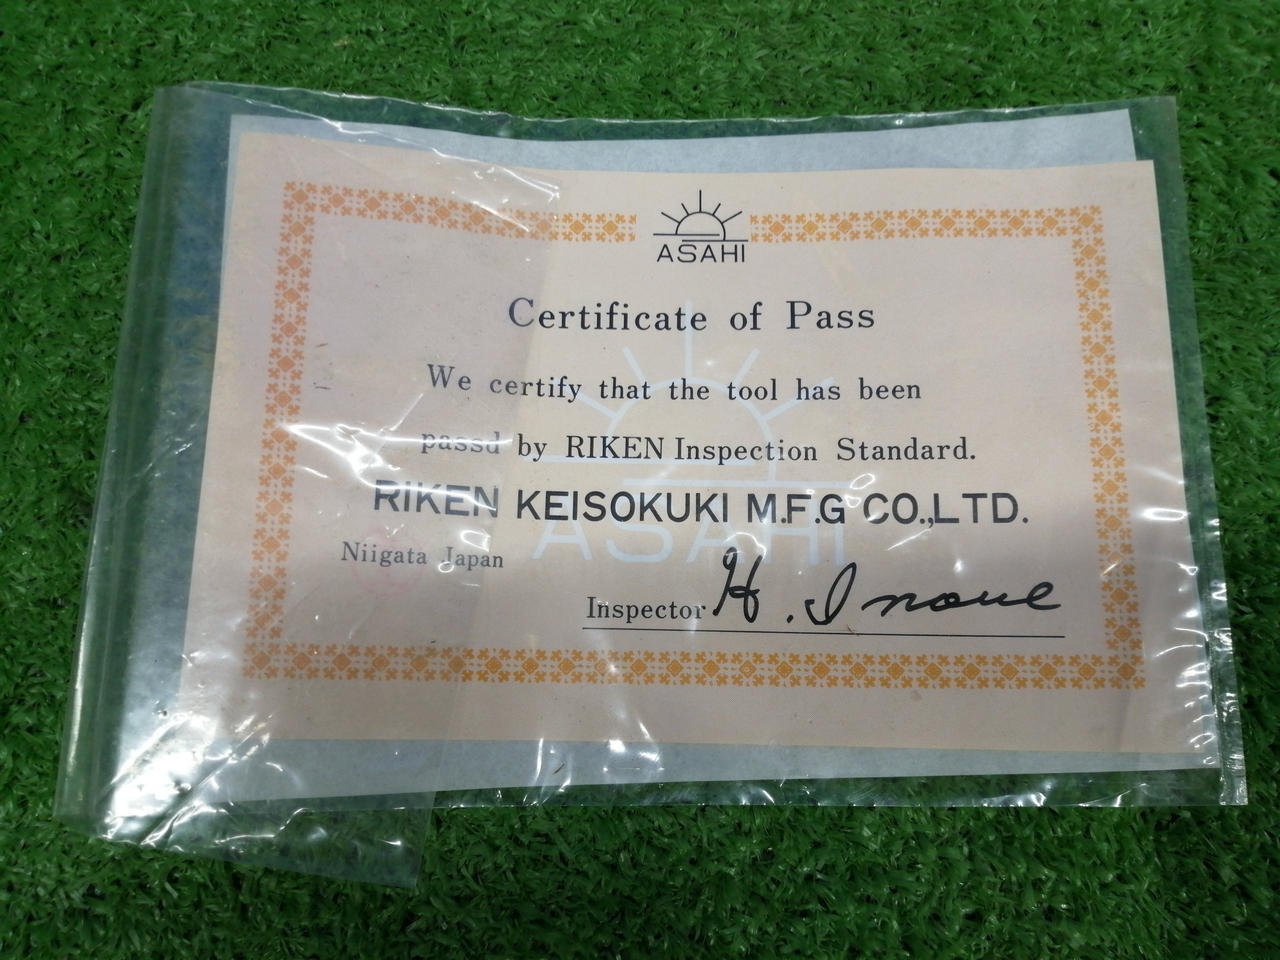 ASAHI
Certificate of Pass
We certify that the tool has been
passd by RIKEN Inspection Standard.
RIKEN KEISOKUKI M.F.G CO.,LTD.
ASAHI
Niigata Japan
Inspector H. Inoue